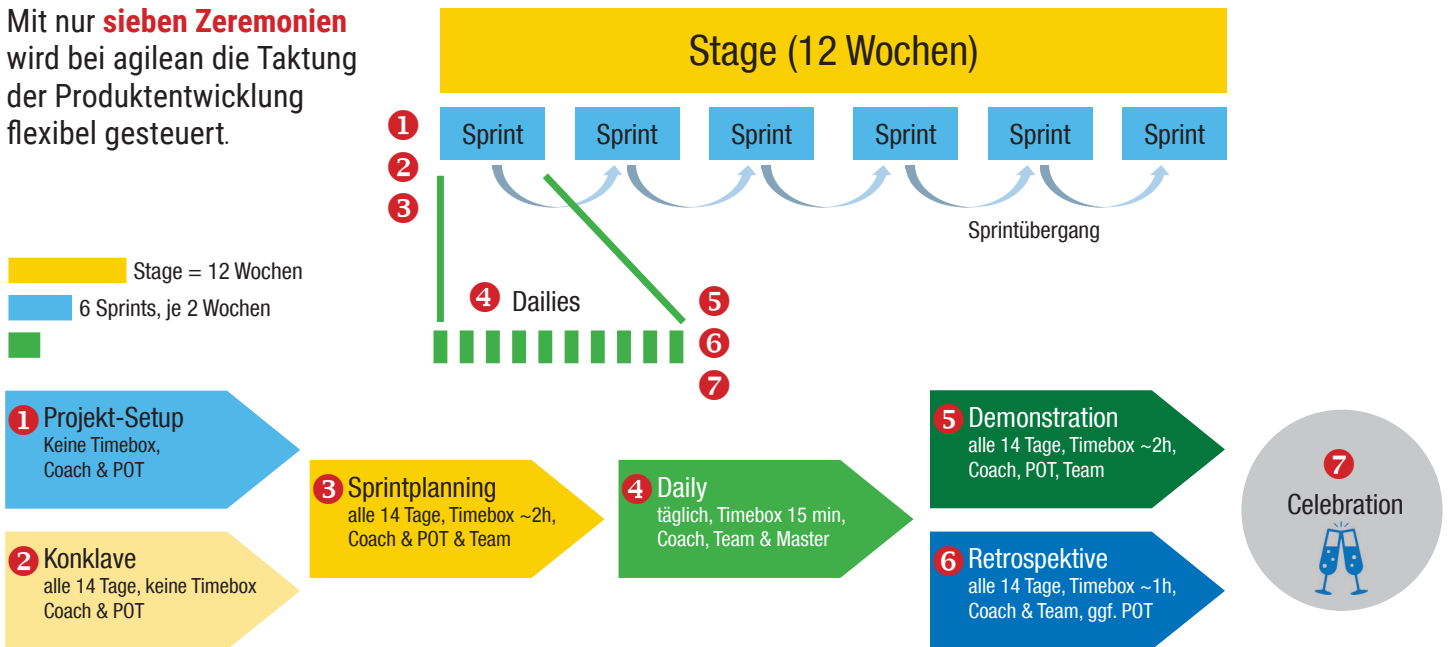 Mit nur sieben Zeremonien
wird bei agilean die Taktung
der Produktentwicklung
flexibel gesteuert.
Stage (12 Wochen)
1
Sprint
Sprint
Sprint
Sprint
Sprint
Sprint
2
3
Sprintübergang
Stage = 12 Wochen
6 Sprints, je 2 Wochen
4 Dailies
5
6
7
1 Projekt-Setup
Keine Timebox,
Coach & POT
2 Konklave
alle 14 Tage, keine Timebox
Coach & POT
3 Sprintplanning
alle 14 Tage, Timebox ~2h,
Coach & POT & Team
4 Daily
täglich, Timebox 15 min,
Coach, Team & Master
5 Demonstration
alle 14 Tage, Timebox ~2h,
Coach, POT, Team
6 Retrospektive
alle 14 Tage, Timebox ~1h,
Coach & Team, ggf. POT
7
Celebration